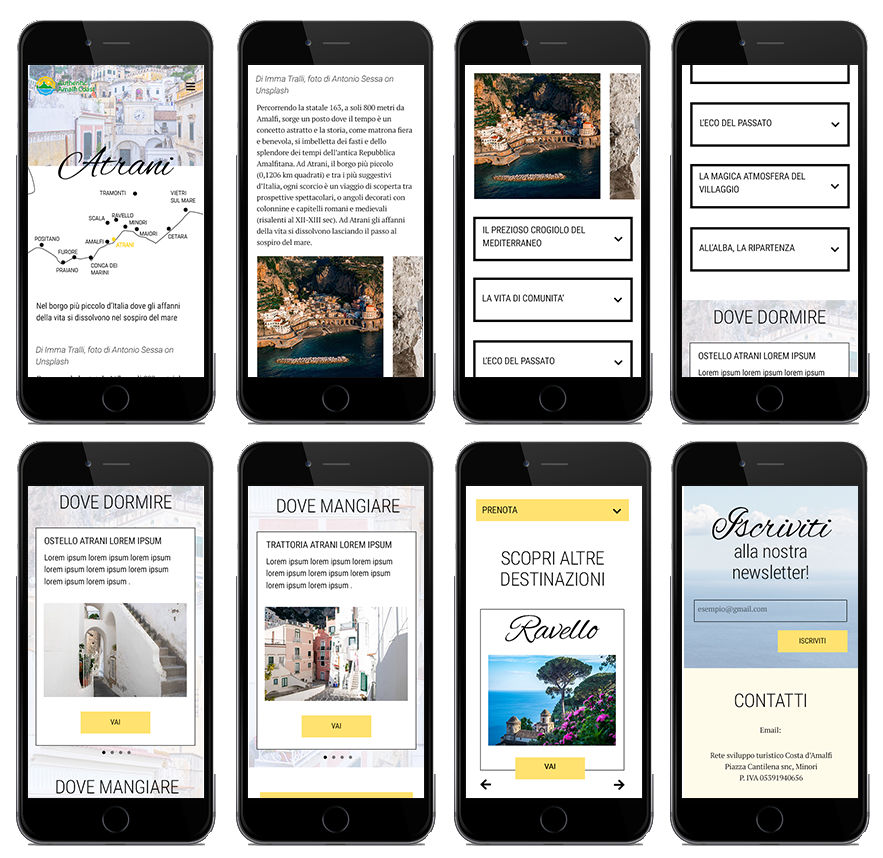 Authentic
Amalfi Coast
Atrani
TRAMONTI
VIETRI
SUL MARE
RAVELLO
SCALA
MINORI
MAIORI
CETARA
POSITANO
AMALFI
ATRANI
FURORE
PRAIANO
CONCA DEI
MARINI
Nel borgo più piccolo d'Italia dove gli affanni
della vita si dissolvono nel sospiro del mare
Di Imma Tralli, foto di Antonio Sessa on
Unsplash
Di Imma Tralli, foto di Antonio Sessa on
Unsplash
Percorrendo la statale 163, a soli 800 metri da
Amalfi, sorge un posto dove il tempo è un
concetto astratto e la storia, come matrona fiera
e benevola, si imbelletta dei fasti e dello
splendore dei tempi dell'antica Repubblica
Amalfitana. Ad Atrani, il borgo più piccolo
(0,1206 km quadrati) e tra i più suggestivi
d'Italia, ogni scorcio è un viaggio di scoperta tra
prospettive spettacolari, o angoli decorati con
colonnine e capitelli romani e medievali
(risalenti al XII-XIII sec). Ad Atrani gli affanni
della vita si dissolvono lasciando il passo al
sospiro del mare.
IL PREZIOSO CROGIOLO DEL
MEDITERRANEO
LA VITA DI COMUNITA'
L'ECO DEL PASSATO
L'ECO DEL PASSATO
LA MAGICA ATMOSFERA DEL
VILLAGGIO
ALL'ALBA, LA RIPARTENZA
DOVE DORMIRE
OSTELLO ATRANI LOREM IPSUM
Lorem ipsum lorem ipsum lorem ipsum
DOVE DORMIRE
OSTELLO ATRANI LOREM IPSUM
Lorem ipsum lorem ipsum lorem ipsum
lorem ipsum lorem ipsum lorem ipsum
lorem ipsum lorem ipsum .
VAI
DOVE MANGIARE
DOVE MANGIARE
TRATTORIA ATRANI LOREM IPSUM
Lorem ipsum lorem ipsum lorem ipsum
lorem ipsum lorem ipsum lorem ipsum
lorem ipsum lorem ipsum .
VAI
PRENOTA
SCOPRI ALTRE
DESTINAZIONI
Ravello
VAI
Iscriviti
alla nostra
newsletter!
esempio@gmail.com
ISCRIVITI
CONTATTI
Email:
Rete sviluppo turistico Costa d'Amalfi
Piazza Cantilena snc, Minori
P. IVA 05391940656